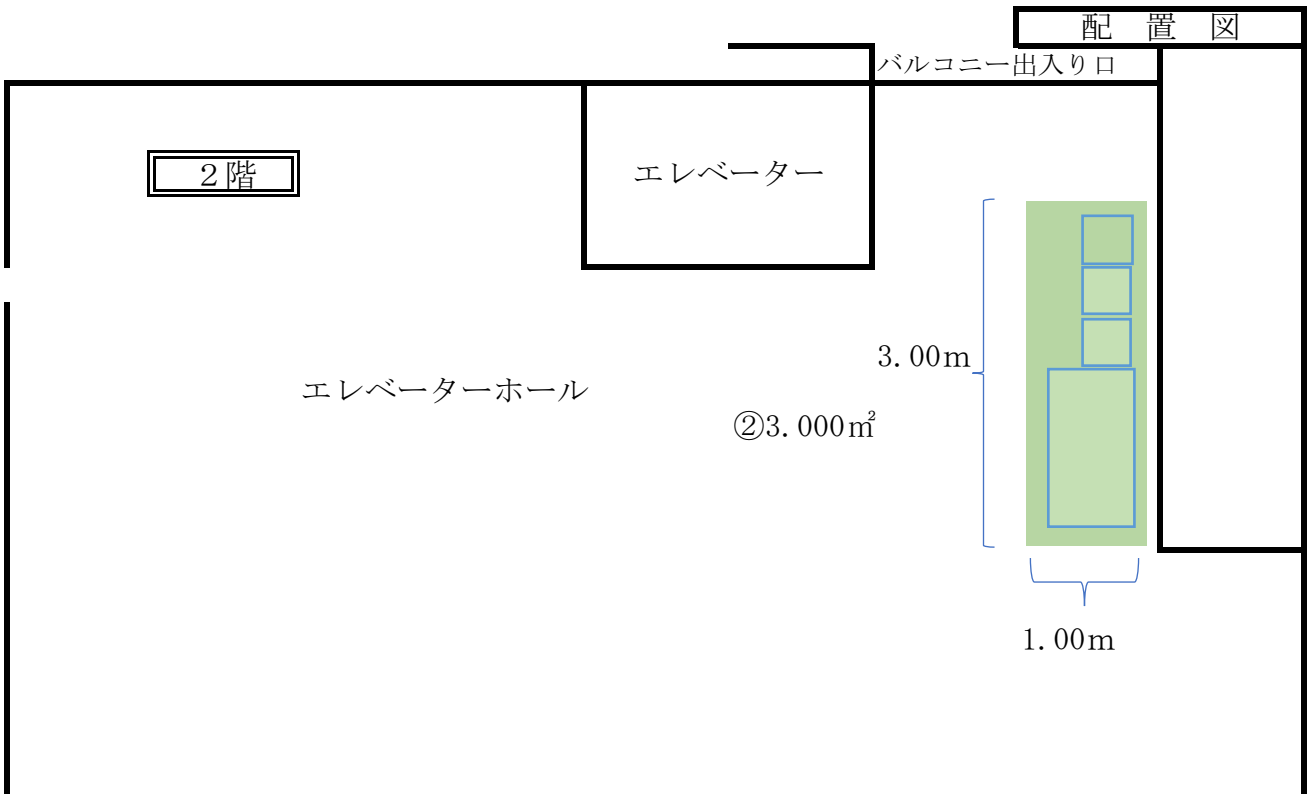 配　置　図
バルコニー出入り口
２階
エレベーター
3.00m
エレベーターホール
②3.000㎡
1.00m